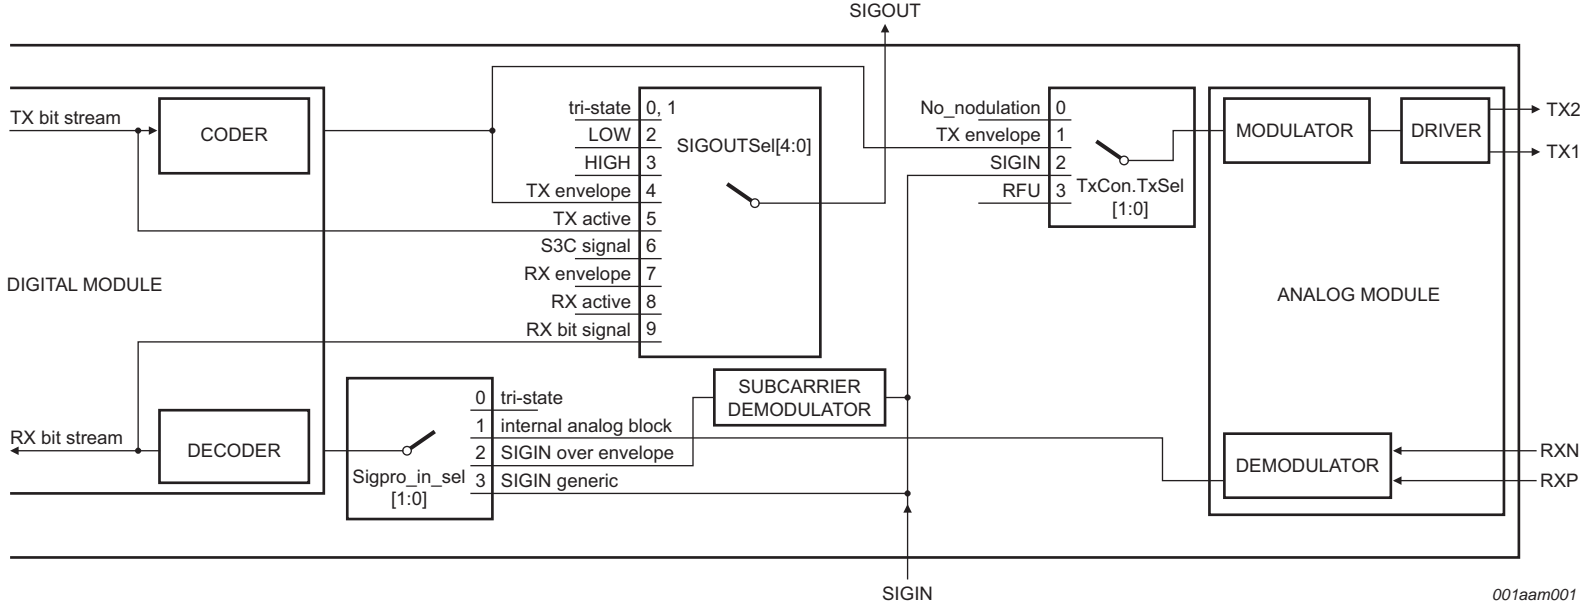 SIGOUT
TX bit stream
CODER
tri-state 0, 1
LOW 2
HIGH 3
TX envelope 4
TX active 5
S3C signal 6
RX envelope 7
RX active 8
RX bit signal 9
SIGOUTSel[4:0]
No_nodulation 0
TX envelope 1
SIGIN 2
RFU 3
TxCon.TxSel
[1:0]
MODULATOR
DRIVER
TX2
TX1
DIGITAL MODULE
ANALOG MODULE
RX bit stream
DECODER
Sigpro_in_sel
[1:0]
0 tri-state
1 internal analog block
2 SIGIN over envelope
3 SIGIN generic
SUBCARRIER
DEMODULATOR
DEMODULATOR
RXN
RXP
SIGIN
001aam001